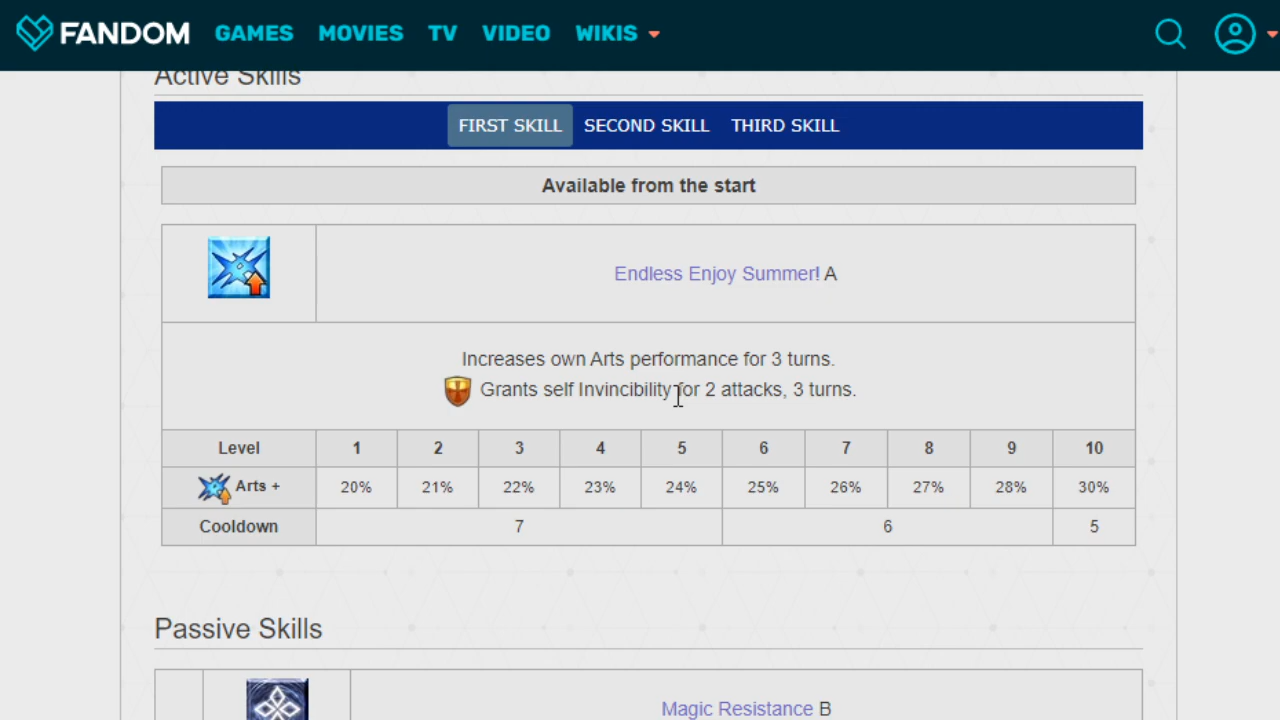 FANDOM GAMES MOVIES TV VIDEO WIKIS
Active Skills
FIRST SKILL SECOND SKILL THIRD SKILL
Available from the start
Endless Enjoy Summer! A
Increases own Arts performance for 3 turns.
Grants self Invincibility for 2 attacks, 3 turns.
Level 1 2 3 4 5 6 7 8 9 10
Arts + 20% 21% 22% 23% 24% 25% 26% 27% 28% 30%
Cooldown 7 6 5
Passive Skills
Magic Resistance B